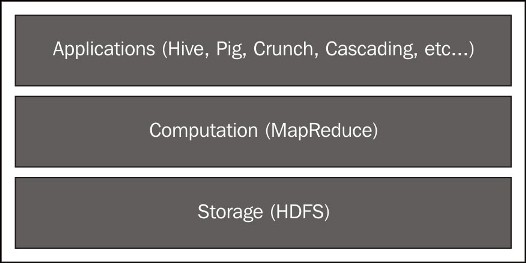 Applications (Hive, Pig, Crunch, Cascading, etc...)
Computation (MapReduce)
Storage (HDFS)